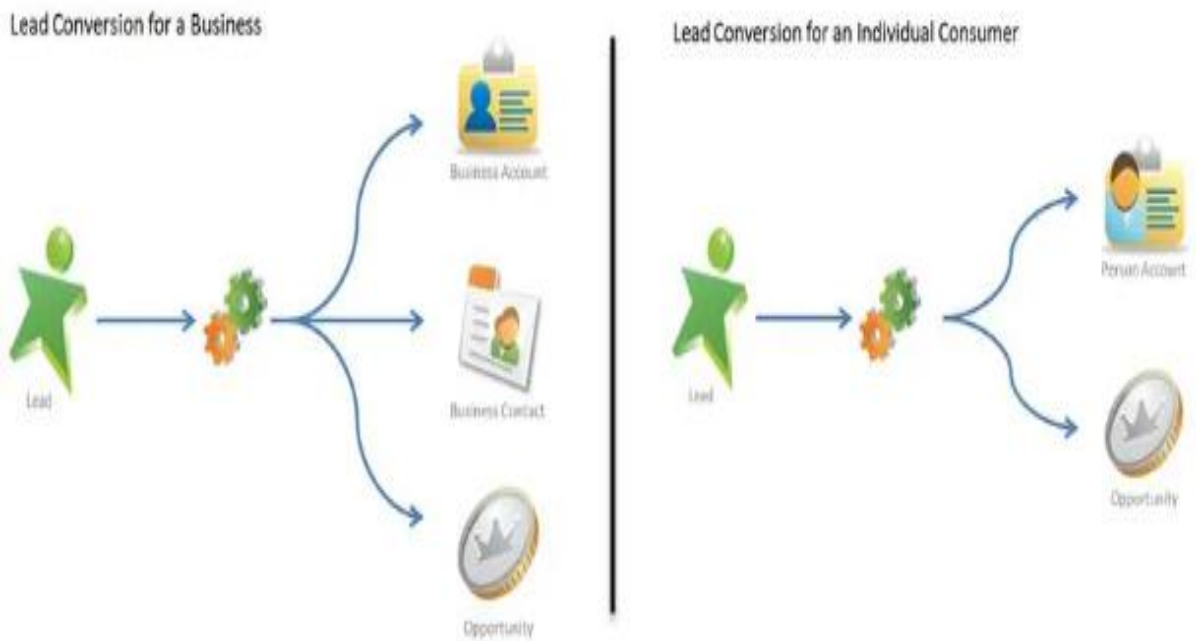 Lead Conversion for a Business
Business Account
Lead
Business Contact
Opportunity
Lead Conversion for an Individual Consumer
Person Account
Lead
Opportunity